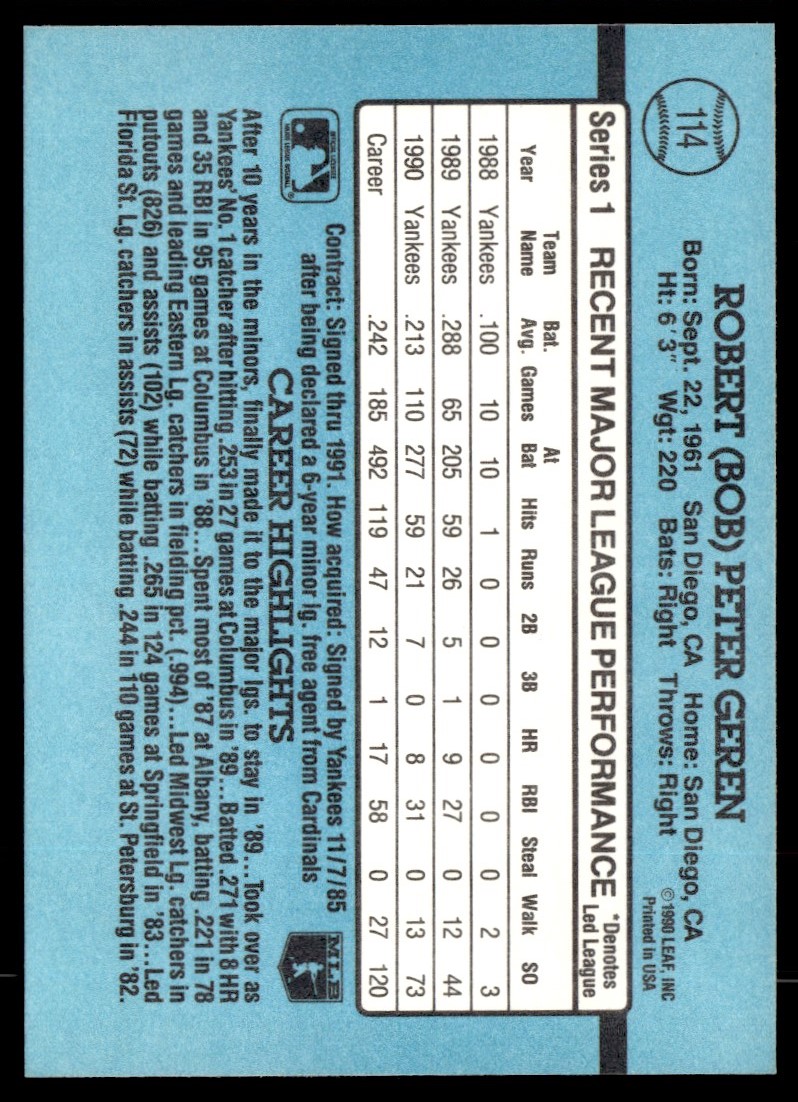 114
ROBERT (BOB) PETER GEREN
Born: Sept. 22, 1961 San Diego, CA Home: San Diego, CA
Ht: 6'3" Wgt: 220 Bats: Right Throws: Right
© 1990 LEAF, INC
Printed in USA
Series 1 RECENT MAJOR LEAGUE PERFORMANCE
*Denotes
Led League
Year Team Name Bat. Avg. Games At Bat Hits Runs 2B 3B HR RBI Steal Walk SO
1988 Yankees .100 10 10 1 0 0 0 0 0 0 2 3
1989 Yankees .288 65 205 59 26 5 1 9 27 0 12 44
1990 Yankees .213 110 277 59 21 7 0 8 31 0 13 73
Career .242 185 492 119 47 12 1 17 58 0 27 120
OFFICIAL LICENSEE
MAJOR LEAGUE BASEBALL
®
Contract: Signed thru 1991. How acquired: Signed by Yankees 11/7/85
after being declared a 6-year minor lg. free agent from Cardinals
MLB
CAREER HIGHLIGHTS
After 10 years in the minors, finally made it to the major lgs. to stay in '89...Took over as
Yankees' No. 1 catcher after hitting .253 in 27 games at Columbus in '89...Batted .271 with 8 HR
and 35 RBI in 95 games at Columbus in '88...Spent most of '87 at Albany, batting .221 in 78
games and leading Eastern Lg. catchers in fielding pct. (.994)...Led Midwest Lg. catchers in
putouts (826) and assists (102) while batting .265 in 124 games at Springfield in '83...Led
Florida St. Lg. catchers in assists (72) while batting .244 in 110 games at St. Petersburg in '82.